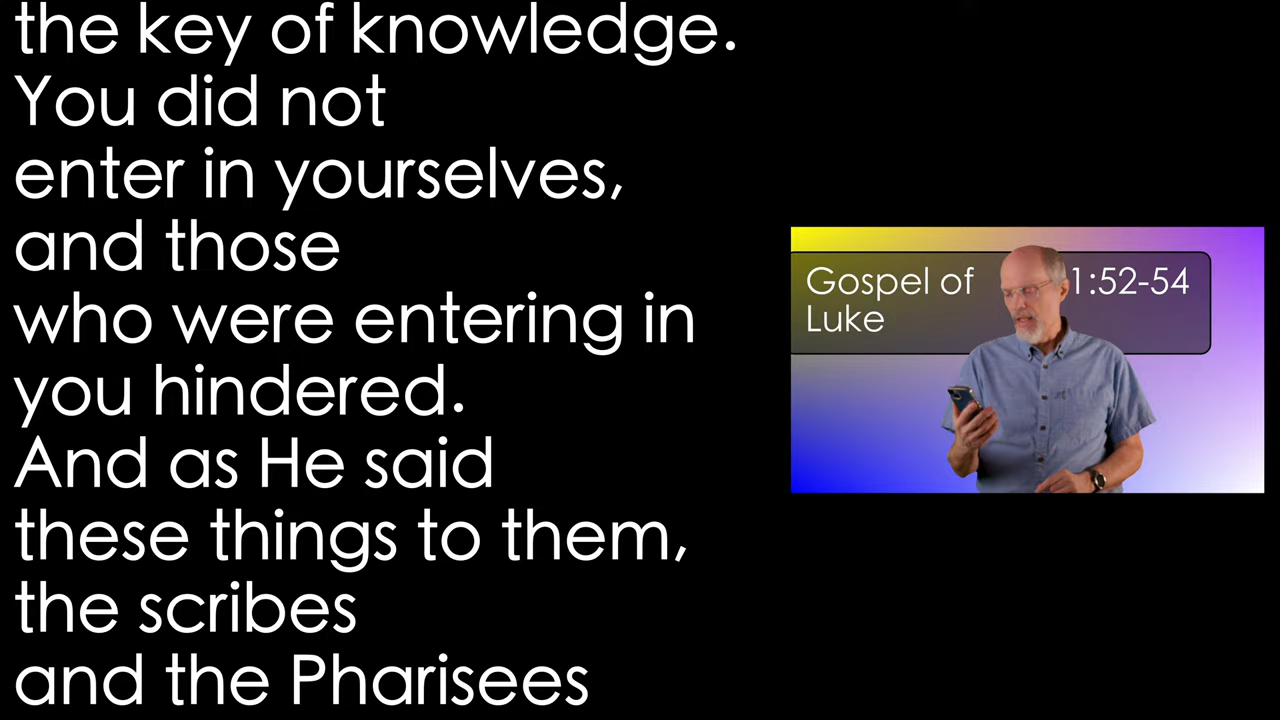 the key of knowledge.
You did not
enter in yourselves,
and those
who were entering in
you hindered.
And as He said
these things to them,
the scribes
and the Pharisees
Gospel of 1:52-54
Luke